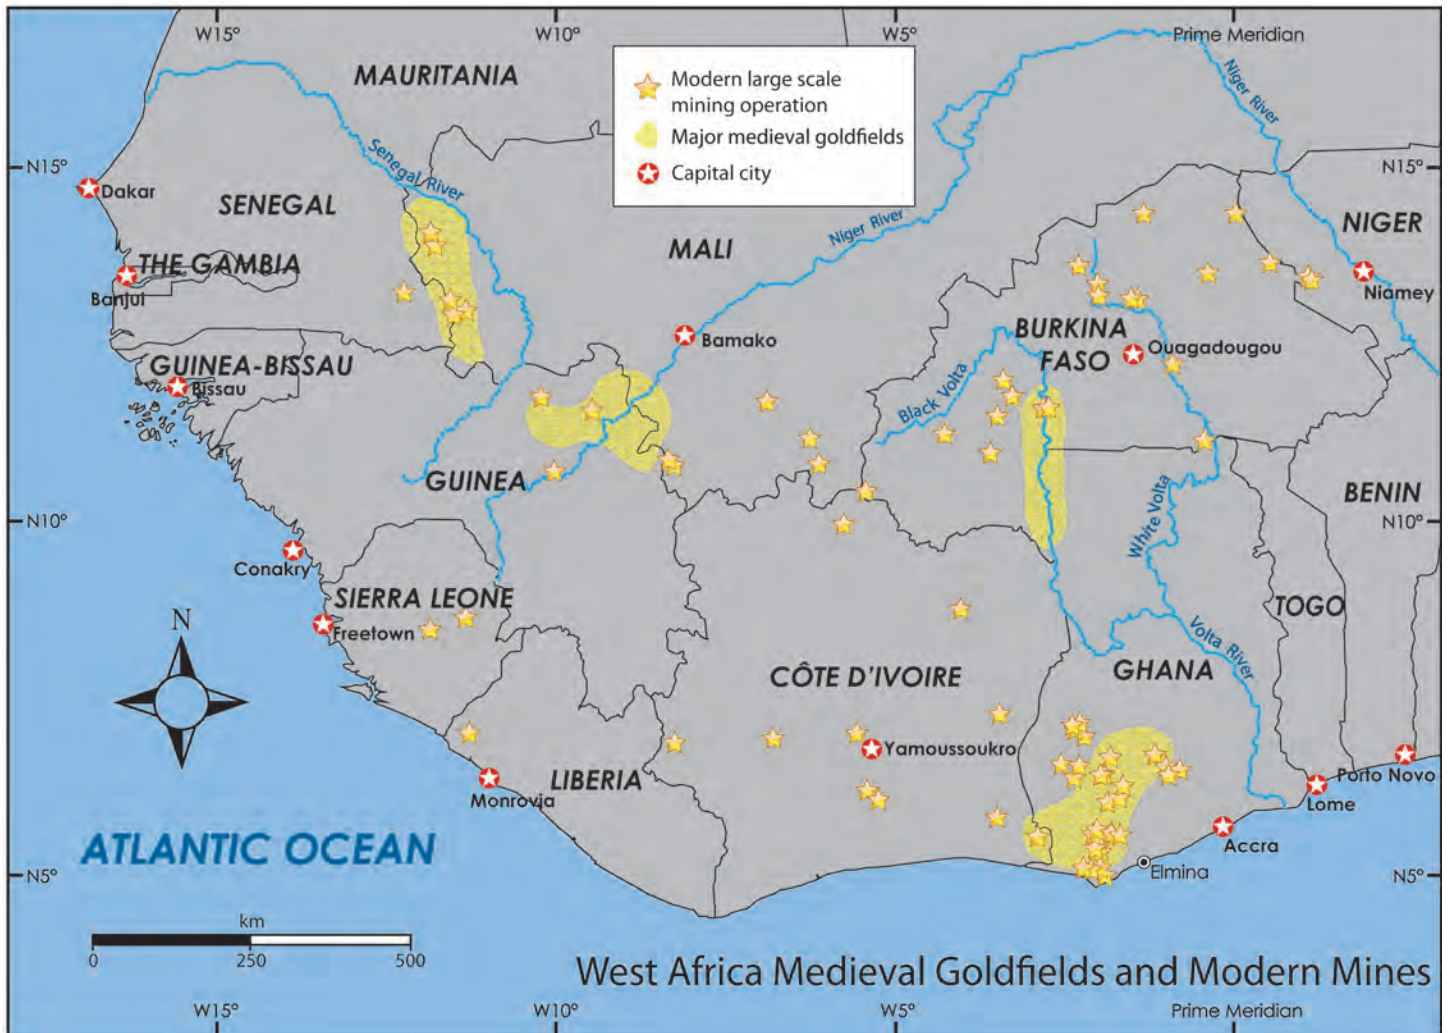 W15°
W10°
W5°
Prime Meridian
MAURITANIA
Modern large scale
mining operation
Major medieval goldfields
Capital city
Niger River
Senegal River
N15°
N15°
Dakar
SENEGAL
Niger River
NIGER
MALI
THE GAMBIA
Banjul
Niamey
BURKINA
FASO
Ouagadougou
Bamako
GUINEA-BISSAU
Bissau
Black Volta
GUINEA
BENIN
White Volta
N10°
N10°
Conakry
SIERRA LEONE
TOGO
N
Freetown
Volta River
CÔTE D'IVOIRE
GHANA
Yamoussoukro
LIBERIA
Porto Novo
Monrovia
Lome
ATLANTIC OCEAN
Accra
Elmina
N5°
N5°
km
0
250
500
West Africa Medieval Goldfields and Modern Mines
W15°
W10°
W5°
Prime Meridian